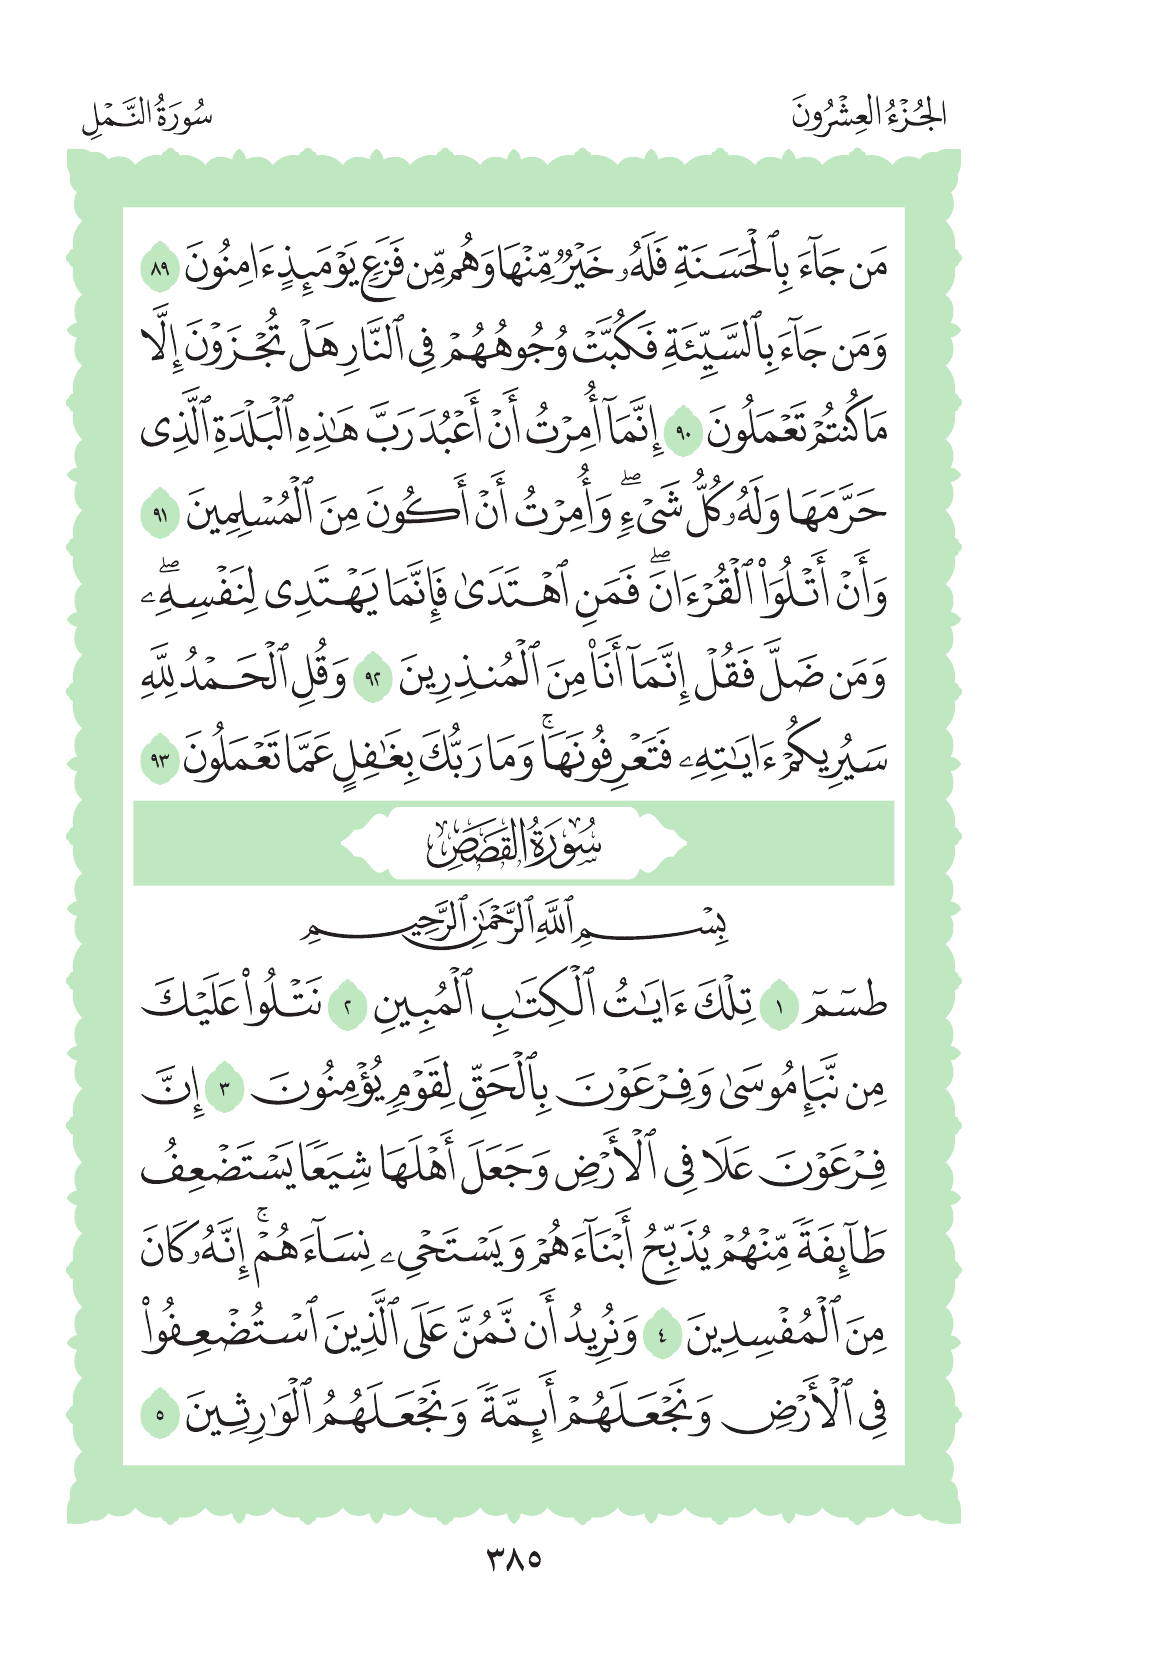 الجُزْءُ العِشْرُونَ
سُورَةُ النَّمْلِ
مَن جَآءَ بِٱلْحَسَنَةِ فَلَهُۥ خَيْرٌ مِّنْهَا وَهُم مِّن فَزَعٍ يَوْمَئِذٍ ءَامِنُونَ ٨٩
وَمَن جَآءَ بِٱلسَّيِّئَةِ فَكُبَّتْ وُجُوهُهُمْ فِى ٱلنَّارِ هَلْ تُجْزَوْنَ إِلَّا
مَا كُنتُمْ تَعْمَلُونَ ٩٠ إِنَّمَآ أُمِرْتُ أَنْ أَعْبُدَ رَبَّ هَٰذِهِ ٱلْبَلْدَةِ ٱلَّذِى
حَرَّمَهَا وَلَهُۥ كُلُّ شَىْءٍۖ وَأُمِرْتُ أَنْ أَكُونَ مِنَ ٱلْمُسْلِمِينَ ٩١
وَأَنْ أَتْلُوَا۟ ٱلْقُرْءَانَۖ فَمَنِ ٱهْتَدَىٰ فَإِنَّمَا يَهْتَدِى لِنَفْسِهِۦۖ
وَمَن ضَلَّ فَقُلْ إِنَّمَآ أَنَا۠ مِنَ ٱلْمُنذِرِينَ ٩٢ وَقُلِ ٱلْحَمْدُ لِلَّهِ
سَيُرِيكُمْ ءَايَٰتِهِۦ فَتَعْرِفُونَهَاۚ وَمَا رَبُّكَ بِغَٰفِلٍ عَمَّا تَعْمَلُونَ ٩٣
سُورَةُ القَصَصِ
بِسْمِ ٱللَّهِ ٱلرَّحْمَٰنِ ٱلرَّحِيمِ
طسٓمٓ ١ تِلْكَ ءَايَٰتُ ٱلْكِتَٰبِ ٱلْمُبِينِ ٢ نَتْلُوا۟ عَلَيْكَ
مِن نَّبَإِ مُوسَىٰ وَفِرْعَوْنَ بِٱلْحَقِّ لِقَوْمٍ يُؤْمِنُونَ ٣ إِنَّ
فِرْعَوْنَ عَلَا فِى ٱلْأَرْضِ وَجَعَلَ أَهْلَهَا شِيَعًا يَسْتَضْعِفُ
طَآئِفَةً مِّنْهُمْ يُذَبِّحُ أَبْنَآءَهُمْ وَيَسْتَحْىِۦ نِسَآءَهُمْۚ إِنَّهُۥ كَانَ
مِنَ ٱلْمُفْسِدِينَ ٤ وَنُرِيدُ أَن نَّمُنَّ عَلَى ٱلَّذِينَ ٱسْتُضْعِفُوا۟
فِى ٱلْأَرْضِ وَنَجْعَلَهُمْ أَئِمَّةً وَنَجْعَلَهُمُ ٱلْوَٰرِثِينَ ٥
٣٨٥